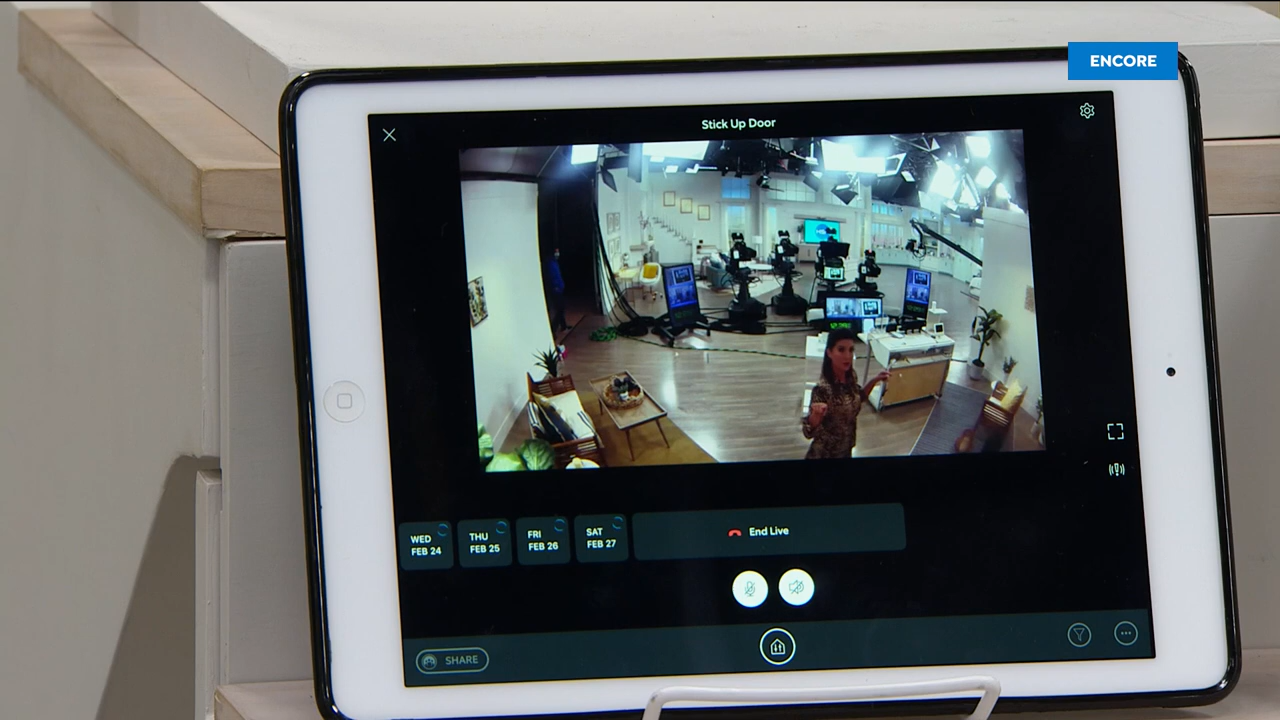 ENCORE
Stick Up Door
WED
FEB 24
THU
FEB 25
FRI
FEB 26
SAT
FEB 27
End Live
SHARE